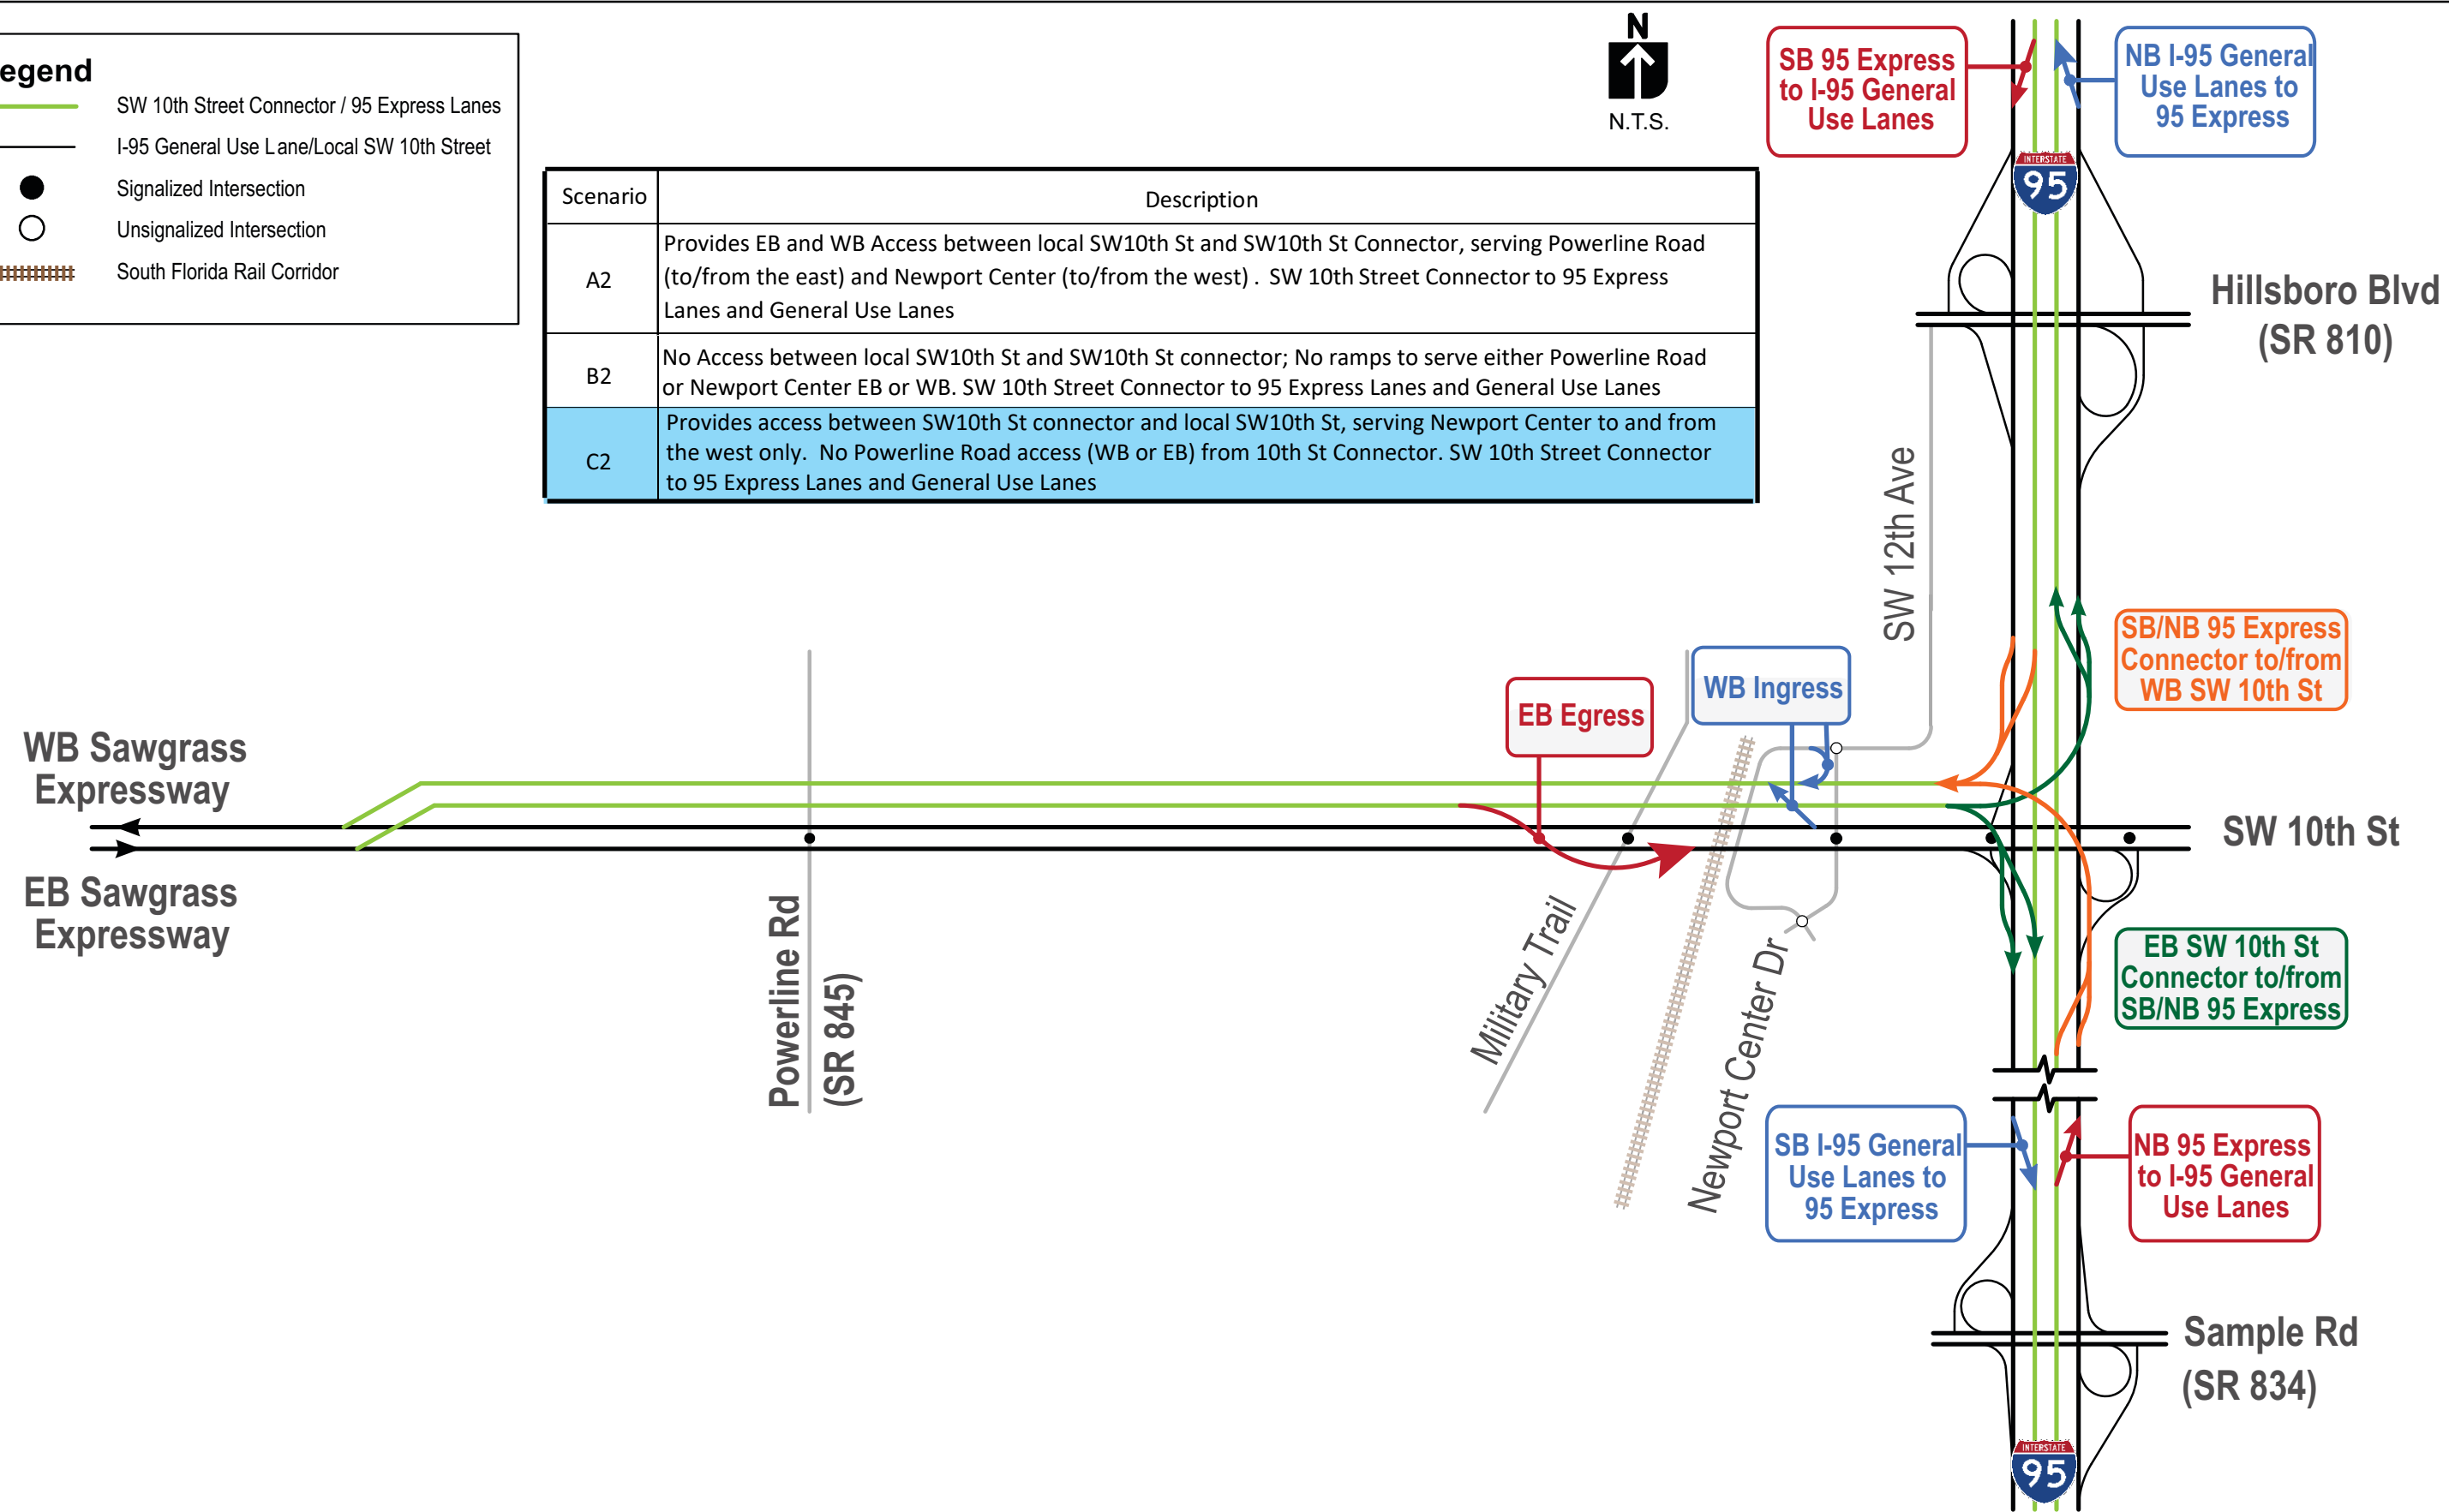 egend
SW 10th Street Connector / 95 Express Lanes
I-95 General Use Lane/Local SW 10th Street
Signalized Intersection
Unsignalized Intersection
South Florida Rail Corridor
N
N.T.S.
Scenario Description
A2
Provides EB and WB Access between local SW10th St and SW10th St Connector, serving Powerline Road
(to/from the east) and Newport Center (to/from the west) . SW 10th Street Connector to 95 Express
Lanes and General Use Lanes
B2
No Access between local SW10th St and SW10th St connector; No ramps to serve either Powerline Road
or Newport Center EB or WB. SW 10th Street Connector to 95 Express Lanes and General Use Lanes
C2
Provides access between SW10th St connector and local SW10th St, serving Newport Center to and from
the west only. No Powerline Road access (WB or EB) from 10th St Connector. SW 10th Street Connector
to 95 Express Lanes and General Use Lanes
SB 95 Express
to I-95 General
Use Lanes
NB I-95 General
Use Lanes to
95 Express
INTERSTATE
95
Hillsboro Blvd
(SR 810)
SW 12th Ave
SB/NB 95 Express
Connector to/from
WB SW 10th St
WB Ingress
EB Egress
WB Sawgrass
Expressway
SW 10th St
EB Sawgrass
Expressway
Powerline Rd
(SR 845)
Military Trail
Newport Center Dr
EB SW 10th St
Connector to/from
SB/NB 95 Express
SB I-95 General
Use Lanes to
95 Express
NB 95 Express
to I-95 General
Use Lanes
Sample Rd
(SR 834)
INTERSTATE
95